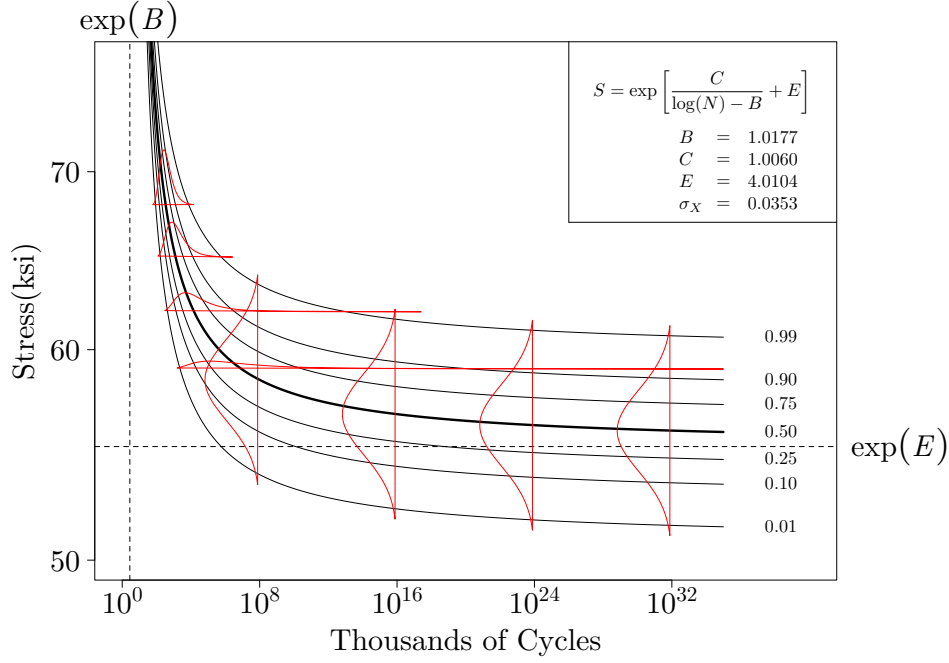 exp(B)
S = exp [ C / (log(N) − B) + E ]
B = 1.0177
C = 1.0060
E = 4.0104
σ_X = 0.0353
70
60
50
Stress(ksi)
0.99
0.90
0.75
0.50
0.25
0.10
0.01
exp(E)
10^0 10^8 10^16 10^24 10^32
Thousands of Cycles